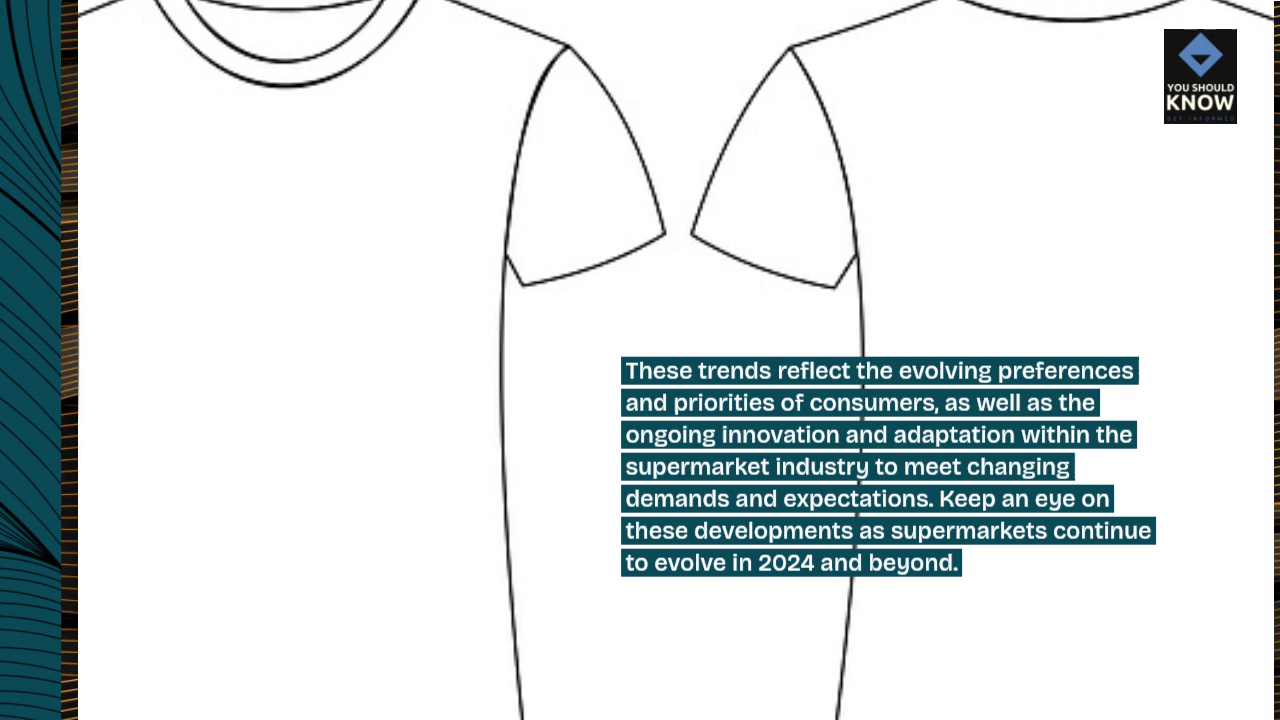 YOU SHOULD
KNOW
GET INFORMED
These trends reflect the evolving preferences
and priorities of consumers, as well as the
ongoing innovation and adaptation within the
supermarket industry to meet changing
demands and expectations. Keep an eye on
these developments as supermarkets continue
to evolve in 2024 and beyond.